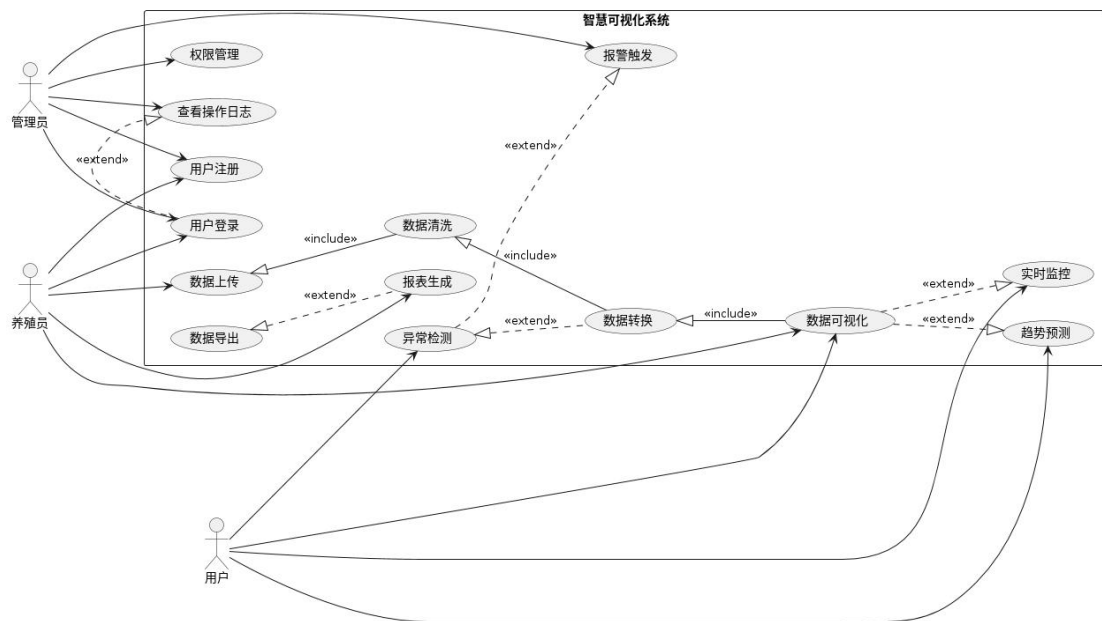 智慧可视化系统
权限管理
报警触发
管理员
查看操作日志
«extend»
«extend»
用户注册
用户登录
数据清洗
«include»
«include»
养殖员
数据上传
报表生成
实时监控
«extend»
«extend»
数据导出
异常检测
«extend»
数据转换
«include»
数据可视化
«extend»
趋势预测
用户